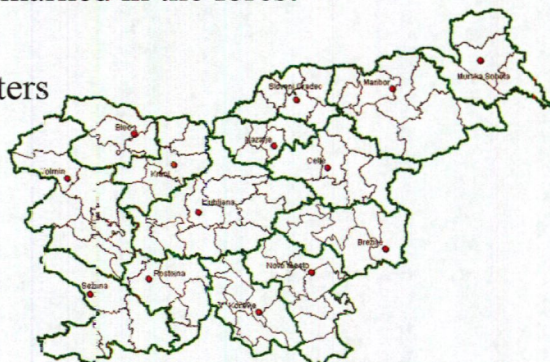 Murska Sobota
Slovenj Gradec
Maribor
ters
Bled
Nazarje
Celje
Tolmin
Kranj
Ljubljana
Brežice
Novo mesto
Postojna
Sežana
Kočevje